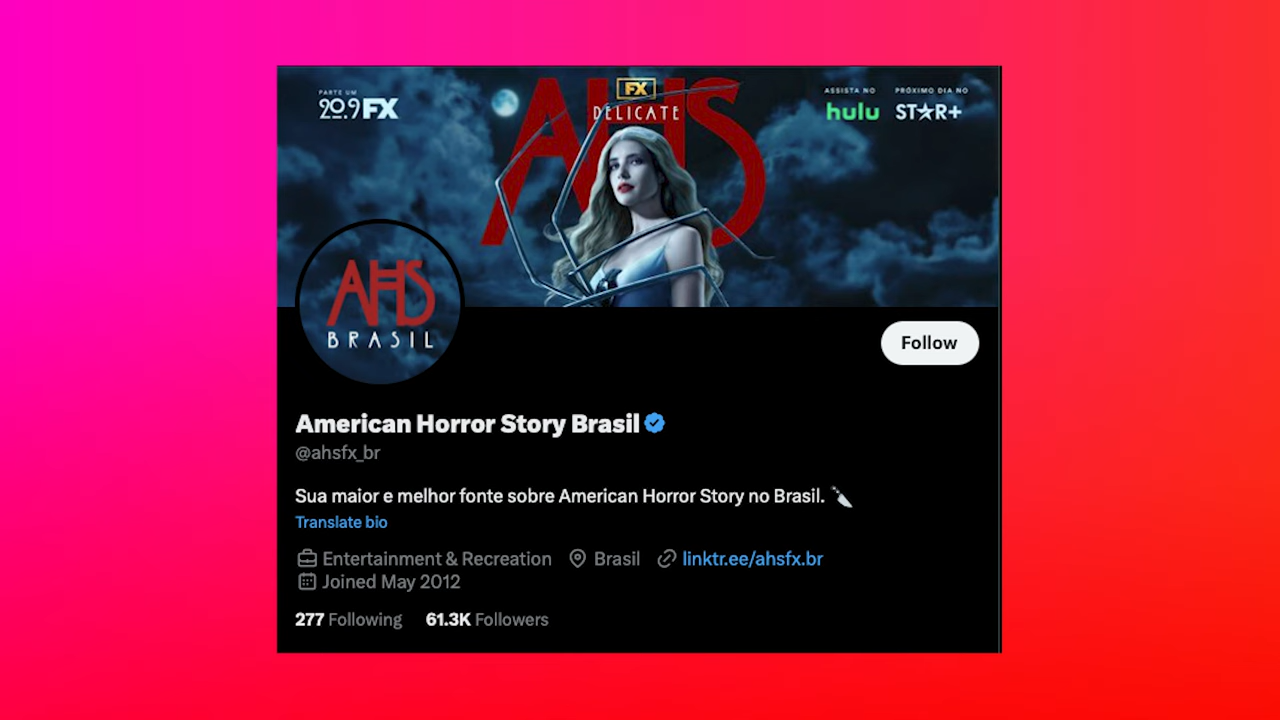 PARTE UM
20.9 FX
FX
AHS
DELICATE
ASSISTA NO
hulu
PRÓXIMO DIA NO
ST★R+
AHS
BRASIL
Follow
American Horror Story Brasil
@ahsfx_br
Sua maior e melhor fonte sobre American Horror Story no Brasil. 🔪
Translate bio
Entertainment & Recreation Brasil linktr.ee/ahsfx.br
Joined May 2012
277 Following 61.3K Followers